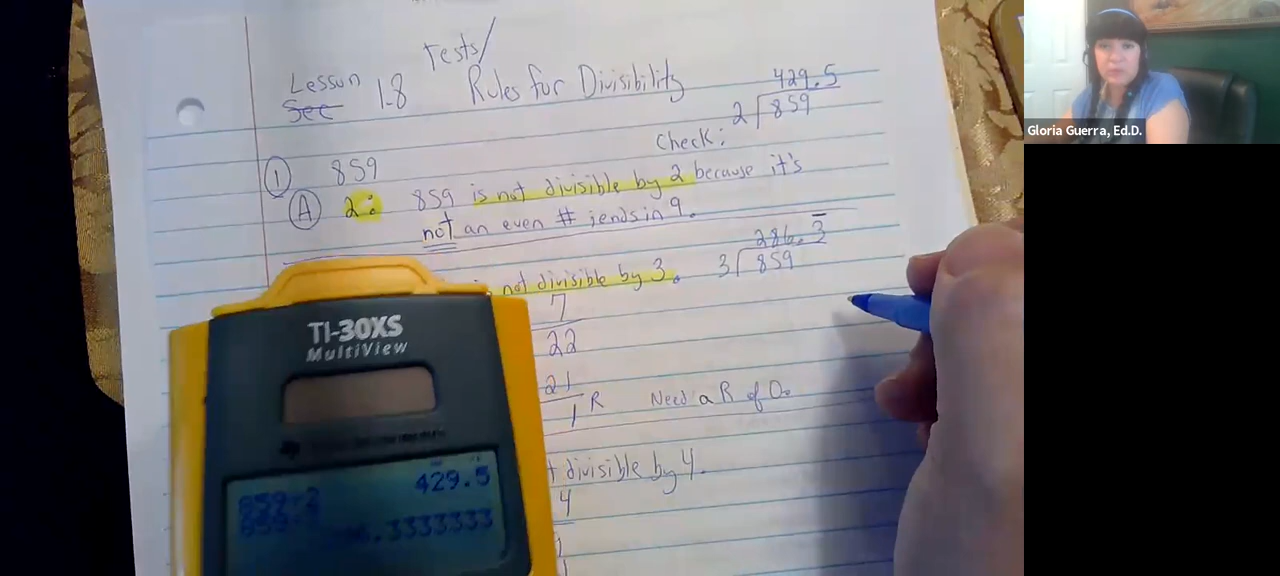 Tests/
Lesson
Sec 1.8 Rules for Divisibility
429.5
2 859
Check:
1 859
A 2: 859 is not divisible by 2 because it's
not an even #; ends in 9.
286.3
3 859
not divisible by 3.
7
22
21
1 R Need a R of 0.
t divisible by 4.
4
TI-30XS
MultiView
859÷2 429.5
.3333333
Gloria Guerra, Ed.D.